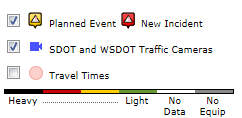 Planned Event New Incident
SDOT and WSDOT Traffic Cameras
Travel Times
Heavy Light No Data No Equip